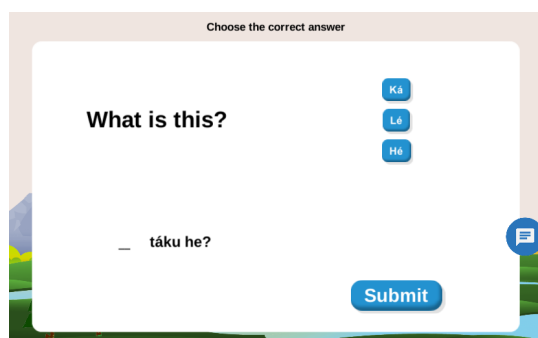 Choose the correct answer
What is this?
Ká
Lé
Hé
_ táku he?
Submit